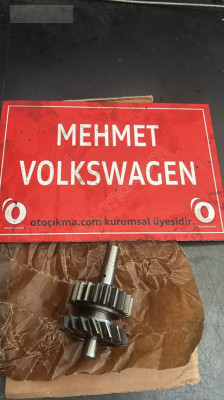 MEHMET
VOLKSWAGEN
otoçıkma.com kurumsal üyesidir.